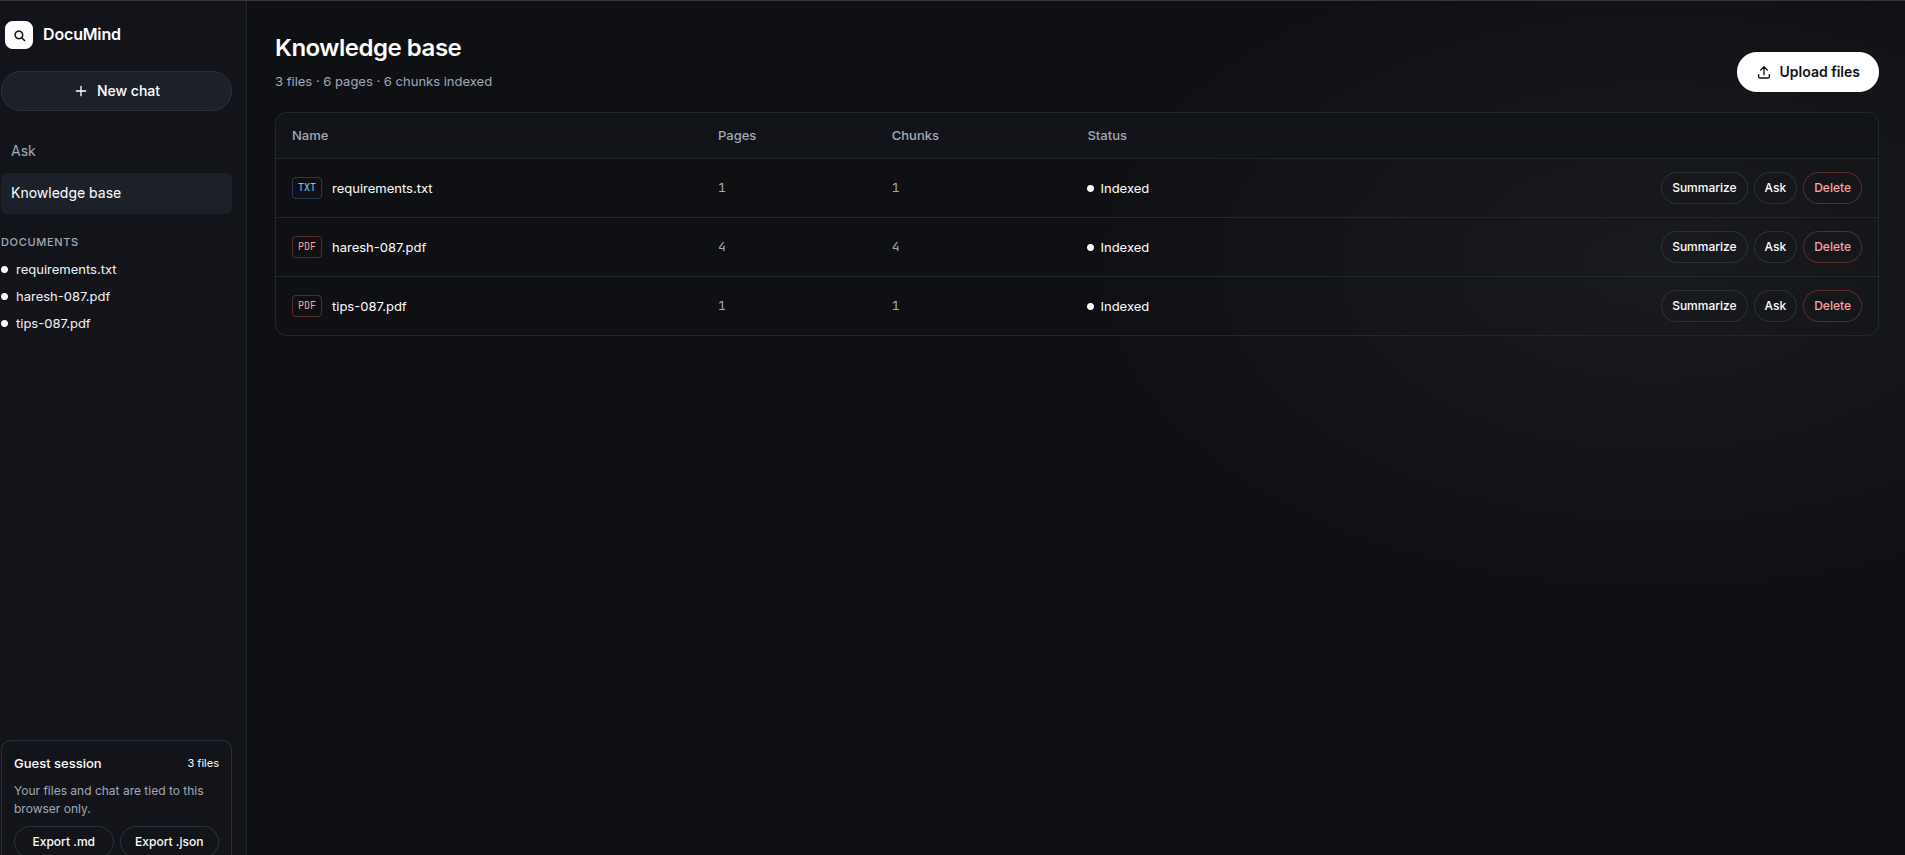 DocuMind
New chat
Ask
Knowledge base
DOCUMENTS
requirements.txt
haresh-087.pdf
tips-087.pdf
Guest session 3 files
Your files and chat are tied to this
browser only.
Export .md Export .json
Knowledge base
3 files · 6 pages · 6 chunks indexed
Upload files
Name Pages Chunks Status
TXT requirements.txt 1 1 Indexed Summarize Ask Delete
PDF haresh-087.pdf 4 4 Indexed Summarize Ask Delete
PDF tips-087.pdf 1 1 Indexed Summarize Ask Delete